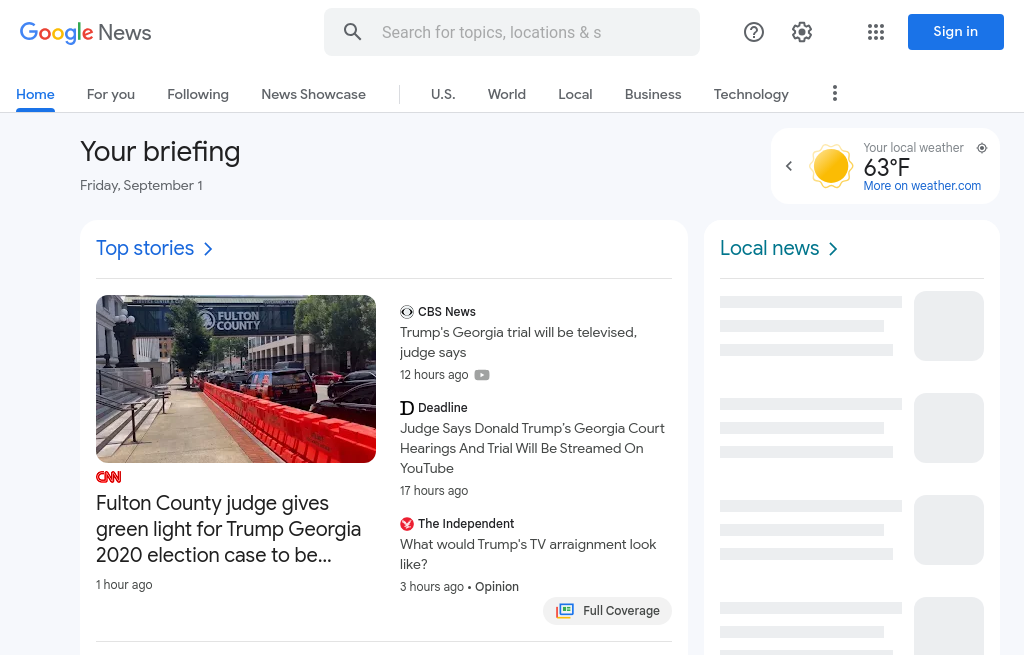 Google News
Search for topics, locations & s
Sign in
Home
For you
Following
News Showcase
U.S.
World
Local
Business
Technology
Your briefing
Friday, September 1
Your local weather
63°F
More on weather.com
Top stories
FULTON
COUNTY
CNN
Fulton County judge gives
green light for Trump Georgia
2020 election case to be...
1 hour ago
CBS News
Trump's Georgia trial will be televised,
judge says
12 hours ago
D Deadline
Judge Says Donald Trump's Georgia Court
Hearings And Trial Will Be Streamed On
YouTube
17 hours ago
The Independent
What would Trump's TV arraignment look
like?
3 hours ago • Opinion
Full Coverage
Local news